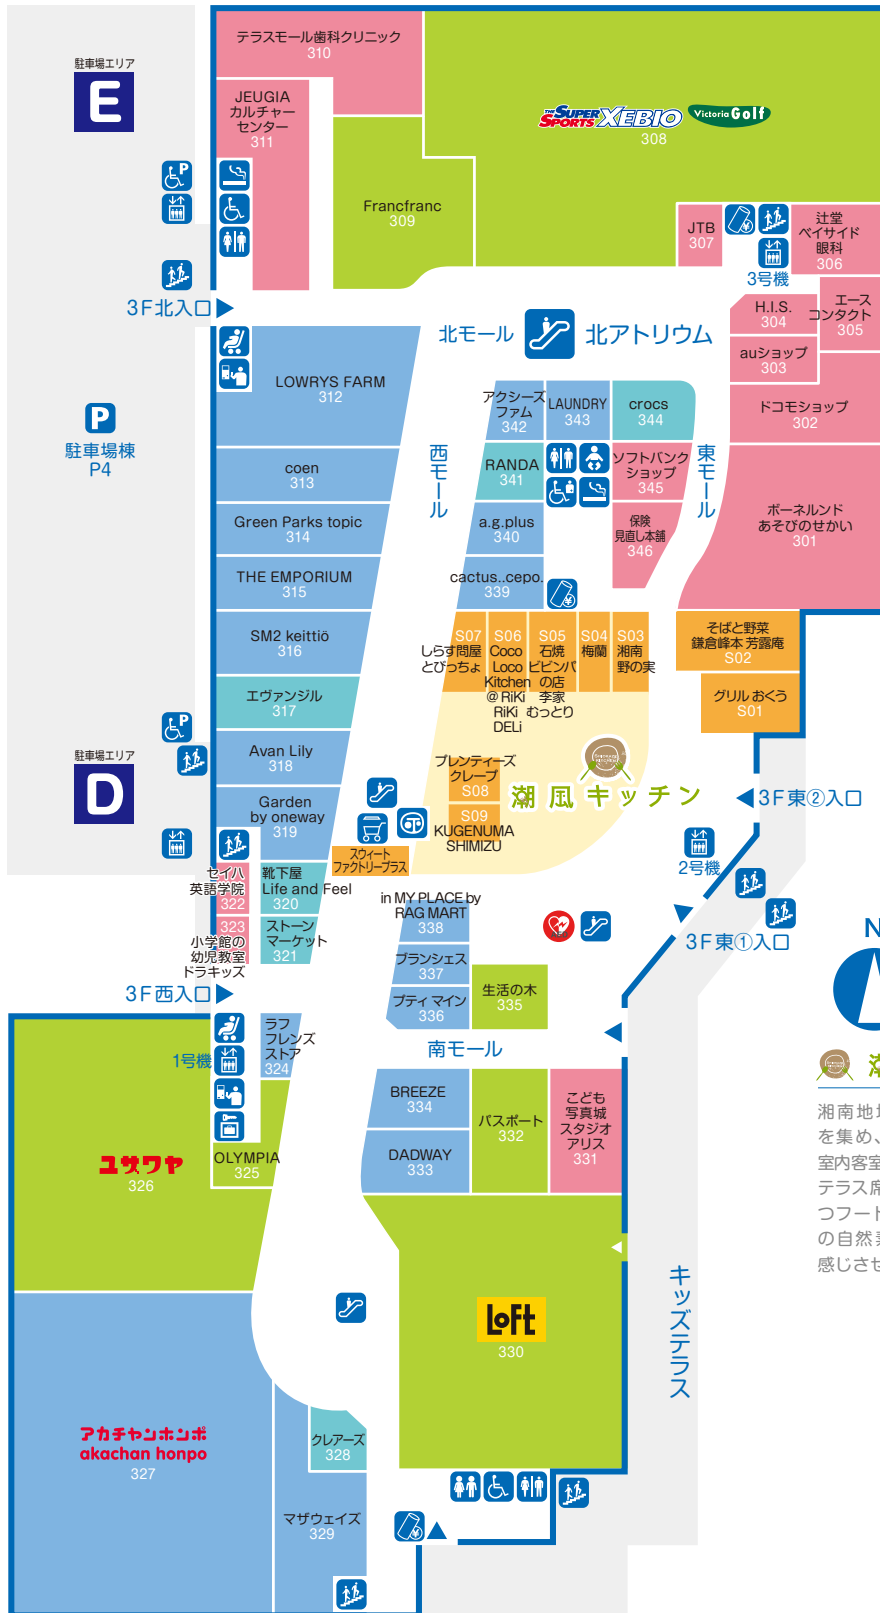 駐車場エリア
E
テラスモール歯科クリニック
310
JEUGIA
カルチャー
センター
311
THE SUPER SPORTS XEBIO
Victoria Golf
308
Francfranc
309
JTB
307
辻堂
ベイサイド
眼科
306
3号機
3F北入口
H.I.S.
304
エース
コンタクト
305
北モール
北アトリウム
auショップ
303
LOWRYS FARM
312
ドコモショップ
302
アクシーズ
ファム
342
LAUNDRY
343
crocs
344
P
駐車場棟
P4
西モール
東モール
coen
313
RANDA
341
ソフトバンク
ショップ
345
Green Parks topic
314
a.g.plus
340
保険
見直し本舗
346
ボーネルンド
あそびのせかい
301
THE EMPORIUM
315
cactus..cepo.
339
SM2 keittiö
316
S07
しらす問屋
とびっちょ
S06
Coco
Loco
Kitchen
@ RiKi
RiKi
DELi
S05
石焼
ビビンバ
の店
李家
むっとり
S04
梅蘭
S03
湘南
野の実
そばと野菜
鎌倉峰本 芳露庵
S02
エヴァンジル
317
グリル おくう
S01
駐車場エリア
D
Avan Lily
318
プレンティーズ
クレープ
S08
潮風キッチン
3F東②入口
Garden
by oneway
319
S09
KUGENUMA
SHIMIZU
2号機
スウィート
ファクトリープラス
セイハ
英語学院
322
靴下屋
Life and Feel
320
in MY PLACE by
RAG MART
338
323
小学館の
幼児教室
ドラキッズ
ストーン
マーケット
321
3F東①入口
N
ブランシェス
337
3F西入口
プティ マイン
336
生活の木
335
ラフ
フレンズ
ストア
324
1号機
南モール
潮
BREEZE
334
パスポート
332
こども
写真城
スタジオ
アリス
331
湘南地
を集め、
室内客室
テラス席
つフード
の自然
感じさせ
ユザワヤ
326
OLYMPIA
325
DADWAY
333
キッズテラス
LOFT
330
アカチャンホンポ
akachan honpo
327
クレアーズ
328
マザウェイズ
329